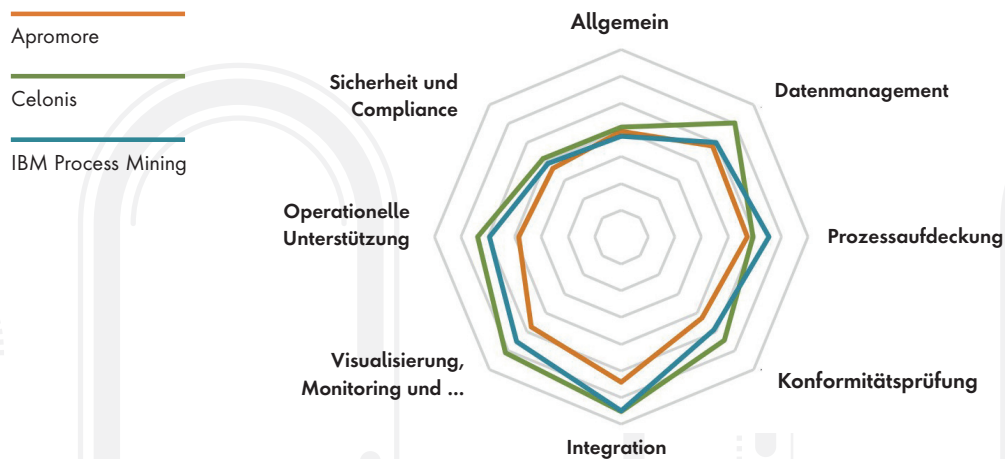 Apromore
Celonis
IBM Process Mining
Allgemein
Datenmanagement
Prozessaufdeckung
Konformitätsprüfung
Integration
Visualisierung,
Monitoring und ...
Operationelle
Unterstützung
Sicherheit und
Compliance